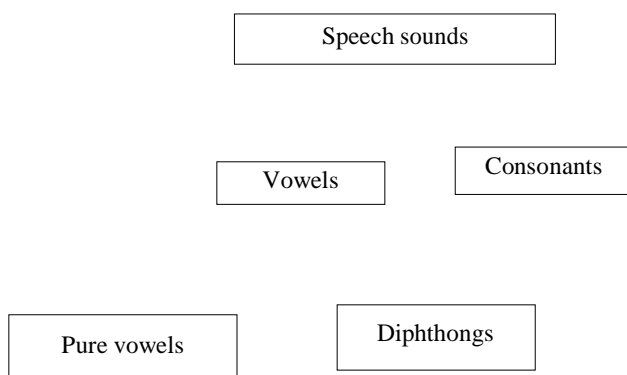 Speech sounds
Vowels
Consonants
Pure vowels
Diphthongs